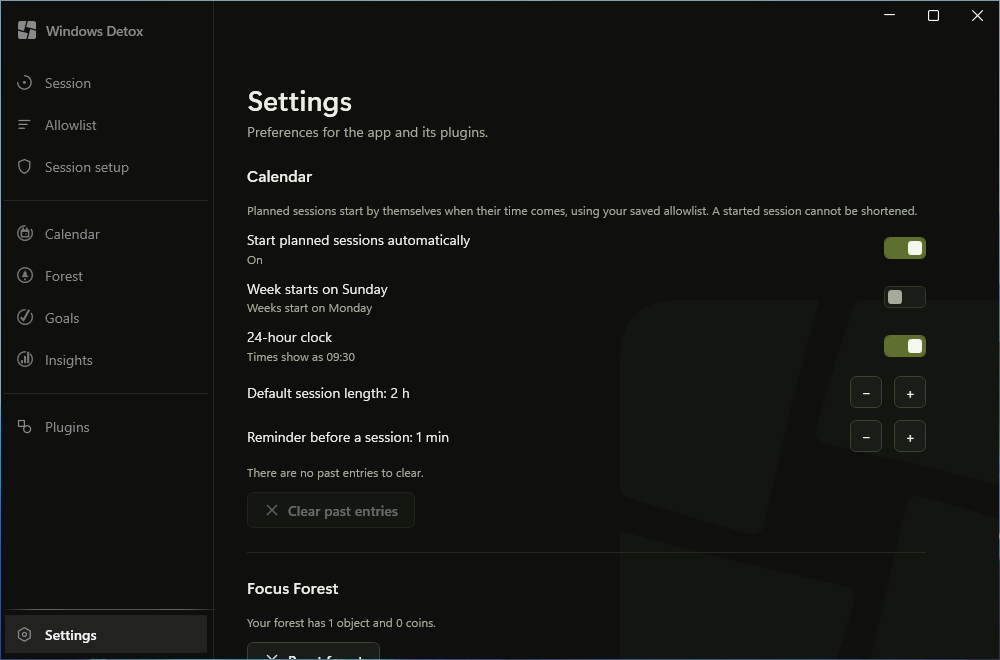 Windows Detox
Session
Allowlist
Session setup
Calendar
Forest
Goals
Insights
Plugins
Settings
Settings
Preferences for the app and its plugins.
Calendar
Planned sessions start by themselves when their time comes, using your saved allowlist. A started session cannot be shortened.
Start planned sessions automatically
On
Week starts on Sunday
Weeks start on Monday
24-hour clock
Times show as 09:30
Default session length: 2 h
− +
Reminder before a session: 1 min
− +
There are no past entries to clear.
Clear past entries
Focus Forest
Your forest has 1 object and 0 coins.